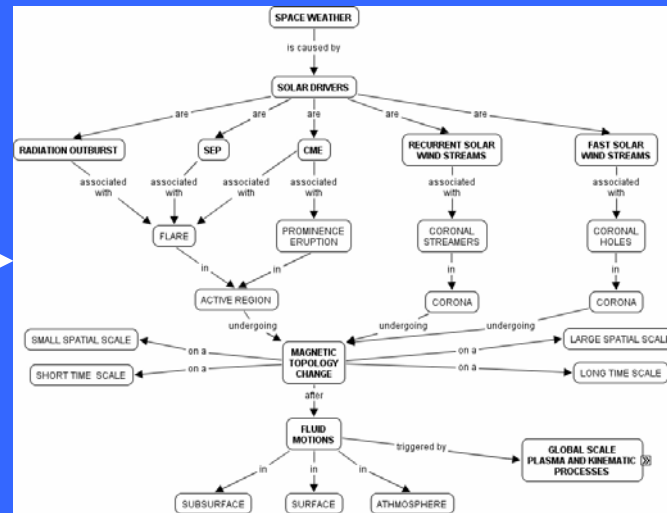 SPACE WEATHER
is caused by
SOLAR DRIVERS
are are are are are
RADIATION OUTBURST
SEP
CME
RECURRENT SOLAR
WIND STREAMS
FAST SOLAR
WIND STREAMS
associated
with
associated
with
associated
with
associated
with
associated
with
FLARE
PROMINENCE
ERUPTION
CORONAL
STREAMERS
CORONAL
HOLES
in in in in
ACTIVE REGION
CORONA
CORONA
undergoing undergoing undergoing
SMALL SPATIAL SCALE
on a
MAGNETIC
TOPOLOGY
CHANGE
on a
LARGE SPATIAL SCALE
SHORT TIME SCALE
on a
on a
LONG TIME SCALE
after
FLUID
MOTIONS
triggered by
GLOBAL SCALE
PLASMA AND KINEMATIC
PROCESSES
in in in
SUBSURFACE
SURFACE
ATHMOSPHERE